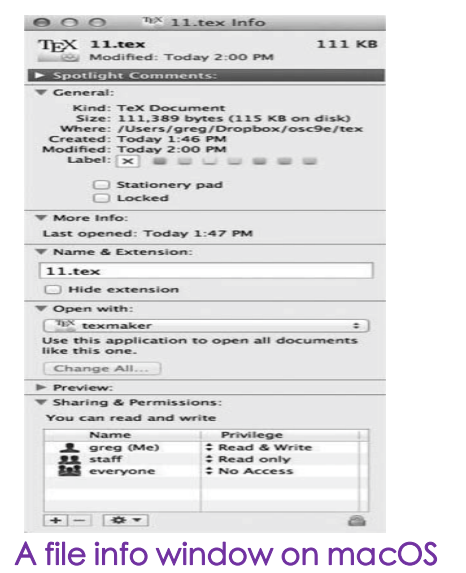 TEX 11.tex Info
TEX 11.tex 111 KB
Modified: Today 2:00 PM
Spotlight Comments:
General:
Kind: TeX Document
Size: 111,389 bytes (115 KB on disk)
Where: /Users/greg/Dropbox/osc9e/tex
Created: Today 1:46 PM
Modified: Today 2:00 PM
Label: ×
Stationery pad
Locked
More Info:
Last opened: Today 1:47 PM
Name & Extension:
11.tex
Hide extension
Open with:
TEX texmaker
Use this application to open all documents
like this one.
Change All...
Preview:
Sharing & Permissions:
You can read and write
Name Privilege
greg (Me) Read & Write
staff Read only
everyone No Access
A file info window on macOS